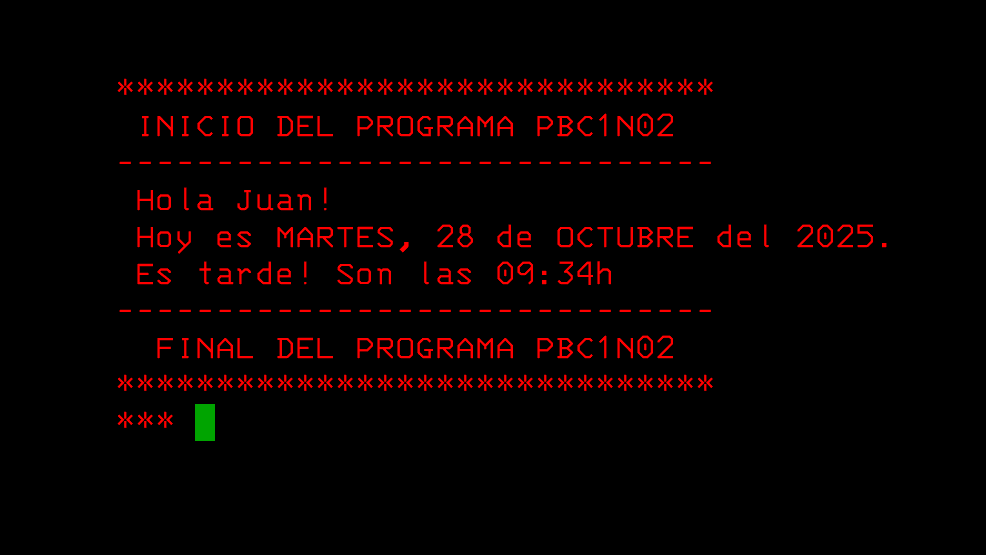 ******************************
INICIO DEL PROGRAMA PBC1N02
------------------------------
Hola Juan!
Hoy es MARTES, 28 de OCTUBRE del 2025.
Es tarde! Son las 09:34h
------------------------------
FINAL DEL PROGRAMA PBC1N02
******************************
***